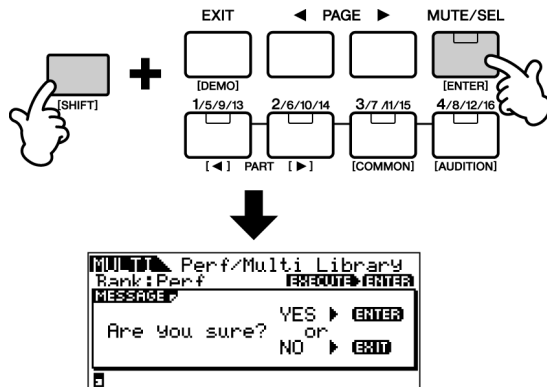 EXIT ◄ PAGE ► MUTE/SEL
[SHIFT]
[DEMO] [ENTER]
1/5/9/13 2/6/10/14 3/7/11/15 4/8/12/16
[◄] PART [►] [COMMON] [AUDITION]
MULTI Perf/Multi Library
Bank:Perf EXECUTE▶ENTER
MESSAGE
YES ▶ ENTER
Are you sure? or
NO ▶ EXIT